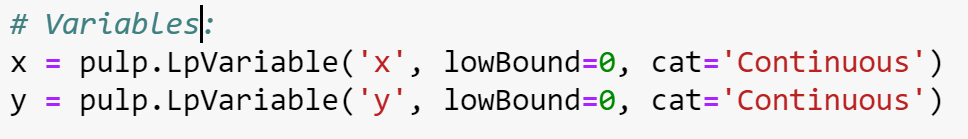 # Variables:
x = pulp.LpVariable('x', lowBound=0, cat='Continuous')
y = pulp.LpVariable('y', lowBound=0, cat='Continuous')